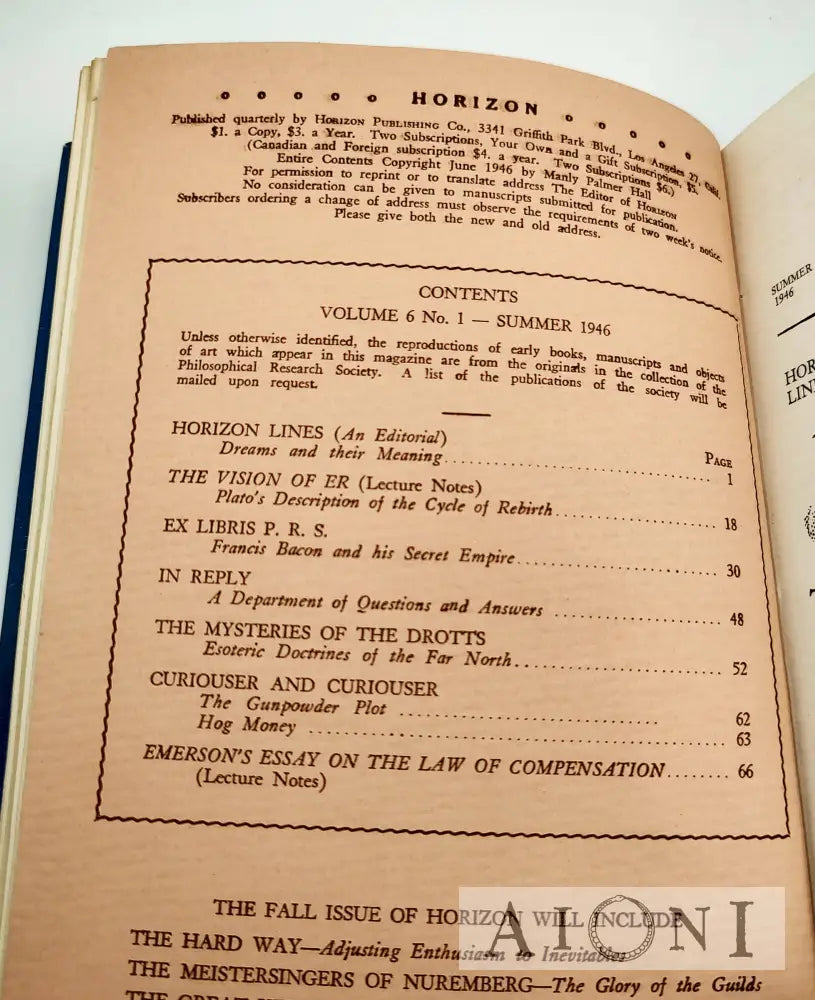 HORIZON
Published quarterly by HORIZON PUBLISHING Co., 3341 Griffith Park Blvd., Los Angeles 27, Calif.
$1. a Copy, $3. a Year. Two Subscriptions, Your Own and a Gift Subscription, $5.
(Canadian and Foreign subscription $4. a year. Two Subscriptions $6.)
Entire Contents Copyright June 1946 by Manly Palmer Hall
For permission to reprint or to translate address The Editor of HORIZON
No consideration can be given to manuscripts submitted for publication.
Subscribers ordering a change of address must observe the requirements of two week's notice.
Please give both the new and old address.
CONTENTS
VOLUME 6 No. 1 — SUMMER 1946
Unless otherwise identified, the reproductions of early books, manuscripts and objects
of art which appear in this magazine are from the originals in the collection of the
Philosophical Research Society. A list of the publications of the society will be
mailed upon request.
PAGE
HORIZON LINES (An Editorial)
Dreams and their Meaning 1
THE VISION OF ER (Lecture Notes)
Plato's Description of the Cycle of Rebirth 18
EX LIBRIS P. R. S.
Francis Bacon and his Secret Empire 30
IN REPLY
A Department of Questions and Answers 48
THE MYSTERIES OF THE DROTTS
Esoteric Doctrines of the Far North 52
CURIOUSER AND CURIOUSER
The Gunpowder Plot 62
Hog Money 63
EMERSON'S ESSAY ON THE LAW OF COMPENSATION 66
(Lecture Notes)
THE FALL ISSUE OF HORIZON WILL INCLUDE
THE HARD WAY—Adjusting Enthusiasm to Inevitables
THE MEISTERSINGERS OF NUREMBERG—The Glory of the Guilds
SUMMER
1946
AIONI